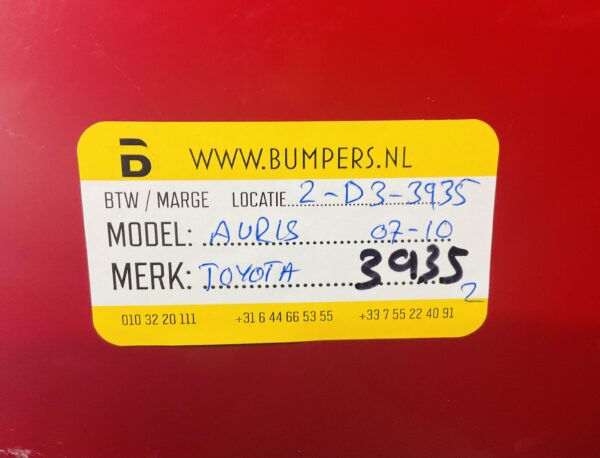 WWW.BUMPERS.NL
BTW / MARGE LOCATIE 2-D3-3935
MODEL: AURIS 07-10
MERK: TOYOTA 3935
2
010 32 20 111 +31 6 44 66 53 55 +33 7 55 22 40 91